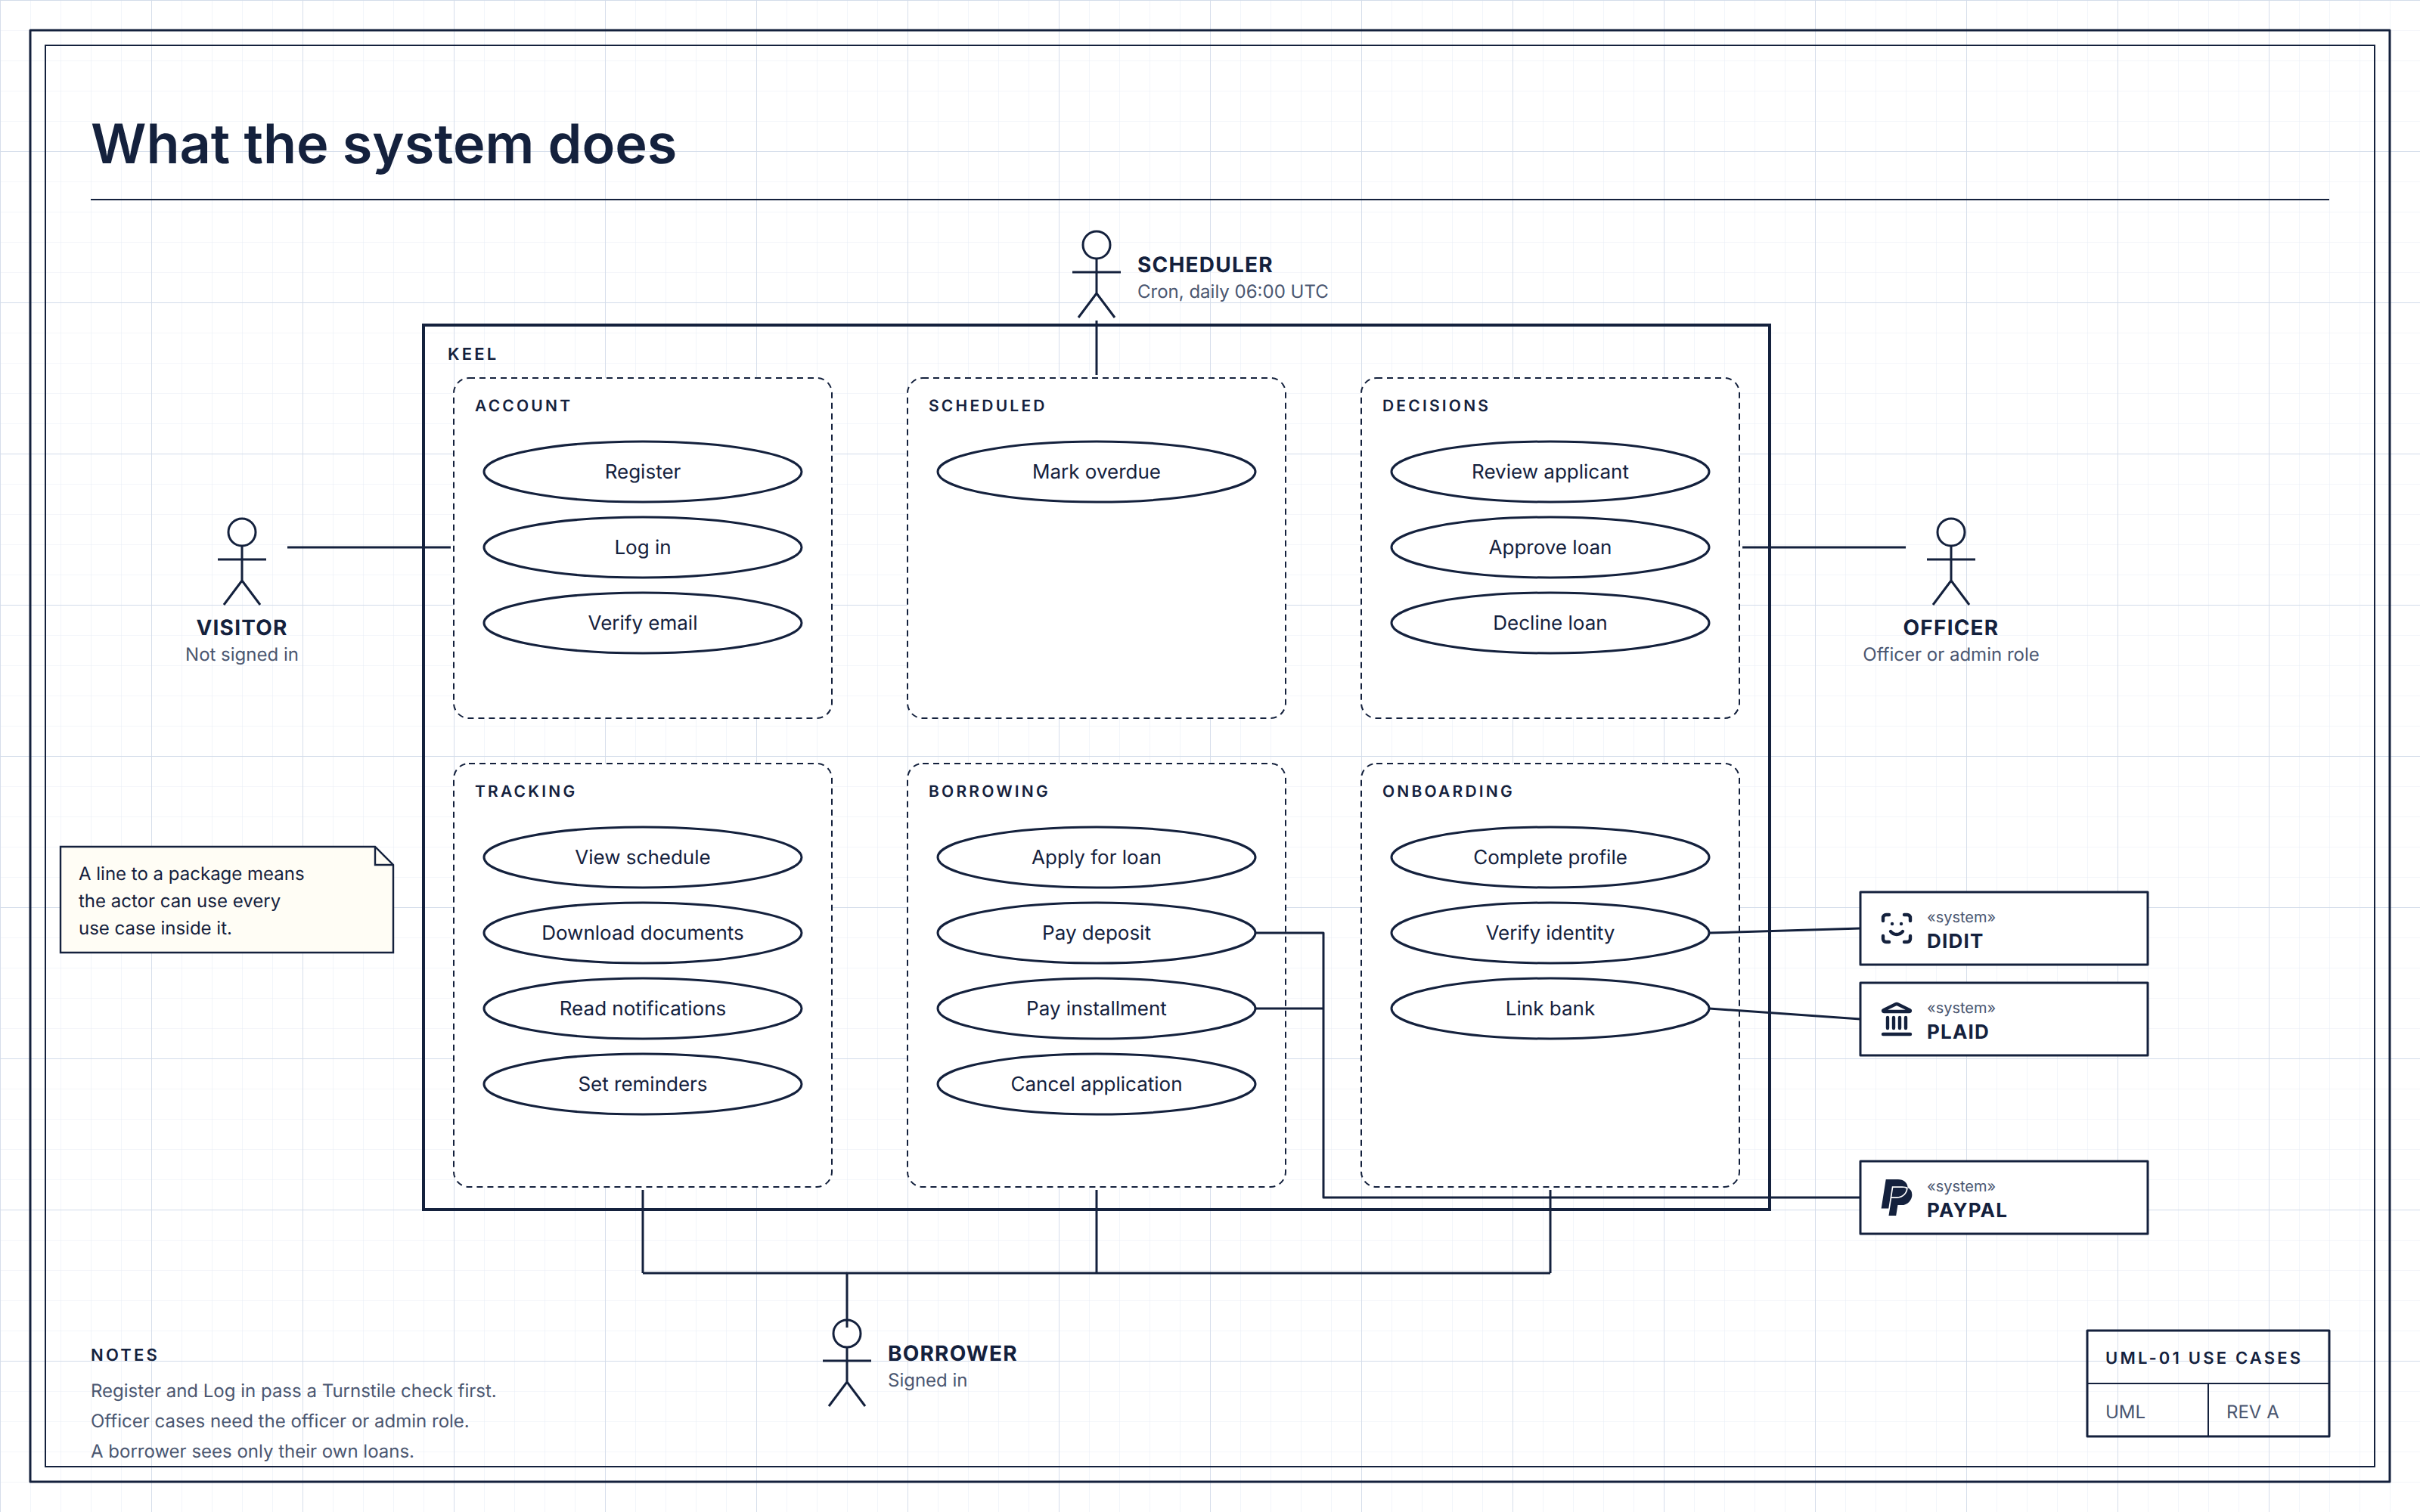 What the system does
SCHEDULER
Cron, daily 06:00 UTC
KEEL
ACCOUNT
Register
Log in
Verify email
SCHEDULED
Mark overdue
DECISIONS
Review applicant
Approve loan
Decline loan
VISITOR
Not signed in
OFFICER
Officer or admin role
TRACKING
View schedule
Download documents
Read notifications
Set reminders
BORROWING
Apply for loan
Pay deposit
Pay installment
Cancel application
ONBOARDING
Complete profile
Verify identity
Link bank
A line to a package means
the actor can use every
use case inside it.
«system»
DIDIT
«system»
PLAID
«system»
PAYPAL
BORROWER
Signed in
NOTES
Register and Log in pass a Turnstile check first.
Officer cases need the officer or admin role.
A borrower sees only their own loans.
UML-01 USE CASES
UML
REV A